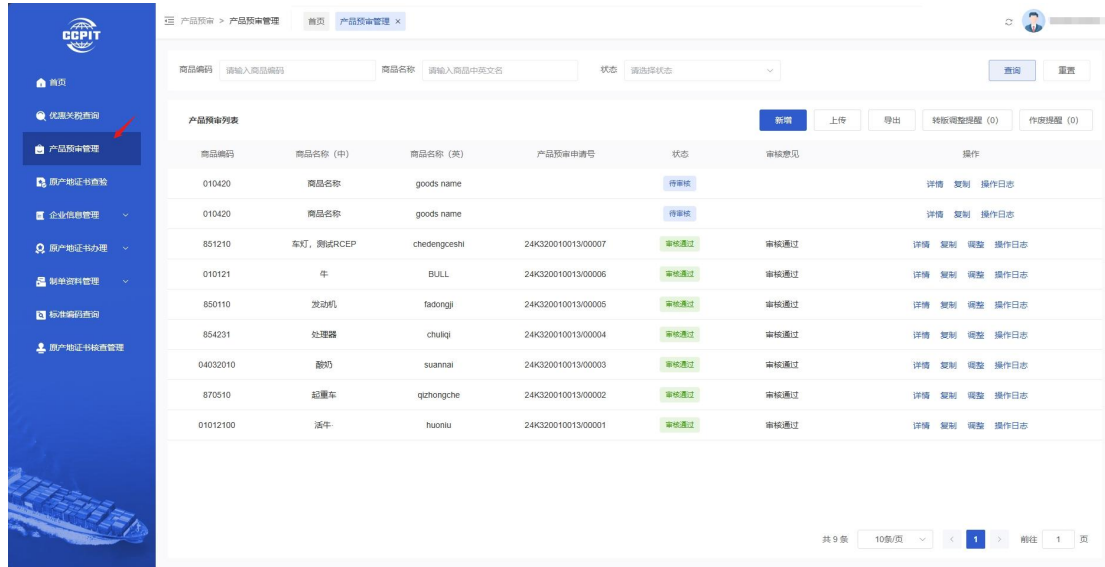 CCPIT
产品预审 > 产品预审管理 首页 产品预审管理 ×
首页
优惠关税查询
产品预审管理
原产地证书查验
企业信息管理
原产地证书办理
制单资料管理
标准编码查询
原产地证书核查管理
商品编码 请输入商品编码 商品名称 请输入商品中英文名 状态 请选择状态 查询 重置
产品预审列表 新增 上传 导出 转版调整提醒 (0) 作废提醒 (0)
商品编码 商品名称 (中) 商品名称 (英) 产品预审申请号 状态 审核意见 操作
010420 商品名称 goods name 待审核 详情 复制 操作日志
010420 商品名称 goods name 待审核 详情 复制 操作日志
851210 车灯，测试RCEP chedengceshi 24K320010013/00007 审核通过 审核通过 详情 复制 调整 操作日志
010121 牛 BULL 24K320010013/00006 审核通过 审核通过 详情 复制 调整 操作日志
850110 发动机 fadongji 24K320010013/00005 审核通过 审核通过 详情 复制 调整 操作日志
854231 处理器 chuliqi 24K320010013/00004 审核通过 审核通过 详情 复制 调整 操作日志
04032010 酸奶 suannai 24K320010013/00003 审核通过 审核通过 详情 复制 调整 操作日志
870510 起重车 qizhongche 24K320010013/00002 审核通过 审核通过 详情 复制 调整 操作日志
01012100 活牛 huoniu 24K320010013/00001 审核通过 审核通过 详情 复制 调整 操作日志
共 9 条 10条/页 < 1 > 前往 1 页